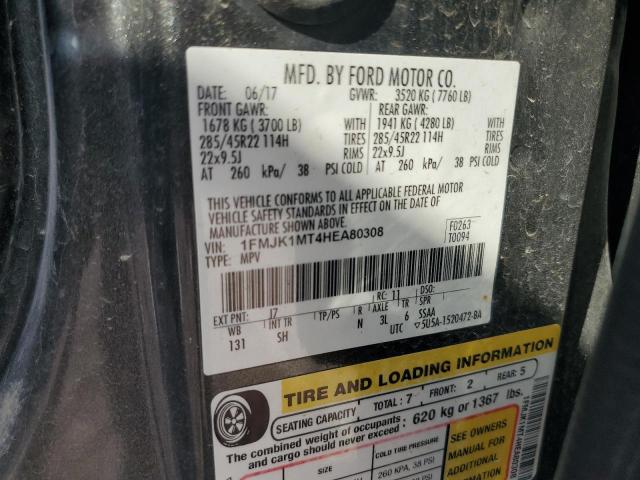 MFD. BY FORD MOTOR CO.
DATE: 06/17 GVWR: 3520 KG ( 7760 LB)
FRONT GAWR: REAR GAWR:
1678 KG ( 3700 LB) WITH 1941 KG ( 4280 LB) WITH
285/45R22 114H TIRES 285/45R22 114H TIRES
22x9.5J RIMS 22x9.5J RIMS
AT 260 kPa/ 38 PSI COLD AT 260 kPa/ 38 PSI COLD
THIS VEHICLE CONFORMS TO ALL APPLICABLE FEDERAL MOTOR
VEHICLE SAFETY STANDARDS IN EFFECT ON THE DATE OF
MANUFACTURE SHOWN ABOVE.
VIN: 1FMJK1MT4HEA80308 F0263
TYPE: MPV T0094
EXT PNT: J7 RC: 11 DSO:
WB INT TR TP/PS R AXLE TR SPR
131 SH N 3L 6 SSAA
UTC ▽5U5A-1520472-BA
TIRE AND LOADING INFORMATION
SEATING CAPACITY TOTAL: 7 FRONT: 2 REAR: 5
The combined weight of occupants
and cargo should never exceed: 620 kg or 1367 lbs.
SIZE COLD TIRE PRESSURE
260 KPA, 38 PSI
SEE OWNERS
MANUAL FOR
ADDITIONAL
1FMJK1MT4HEA80308